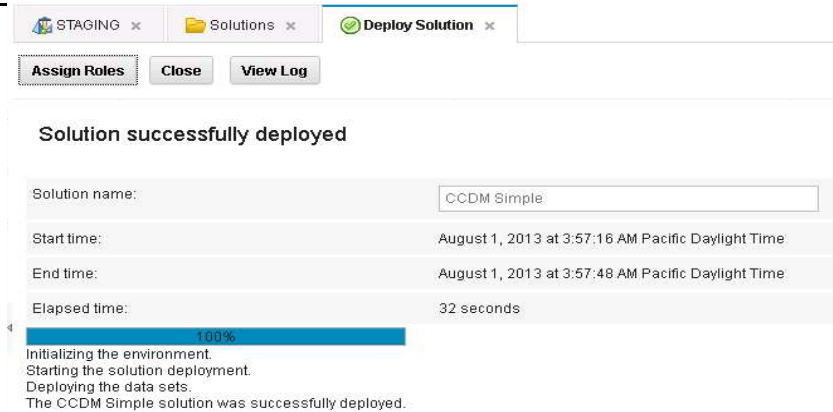 STAGING × Solutions × Deploy Solution ×
Assign Roles Close View Log
Solution successfully deployed
Solution name: CCDM Simple
Start time: August 1, 2013 at 3:57:16 AM Pacific Daylight Time
End time: August 1, 2013 at 3:57:48 AM Pacific Daylight Time
Elapsed time: 32 seconds
100%
Initializing the environment.
Starting the solution deployment.
Deploying the data sets.
The CCDM Simple solution was successfully deployed.